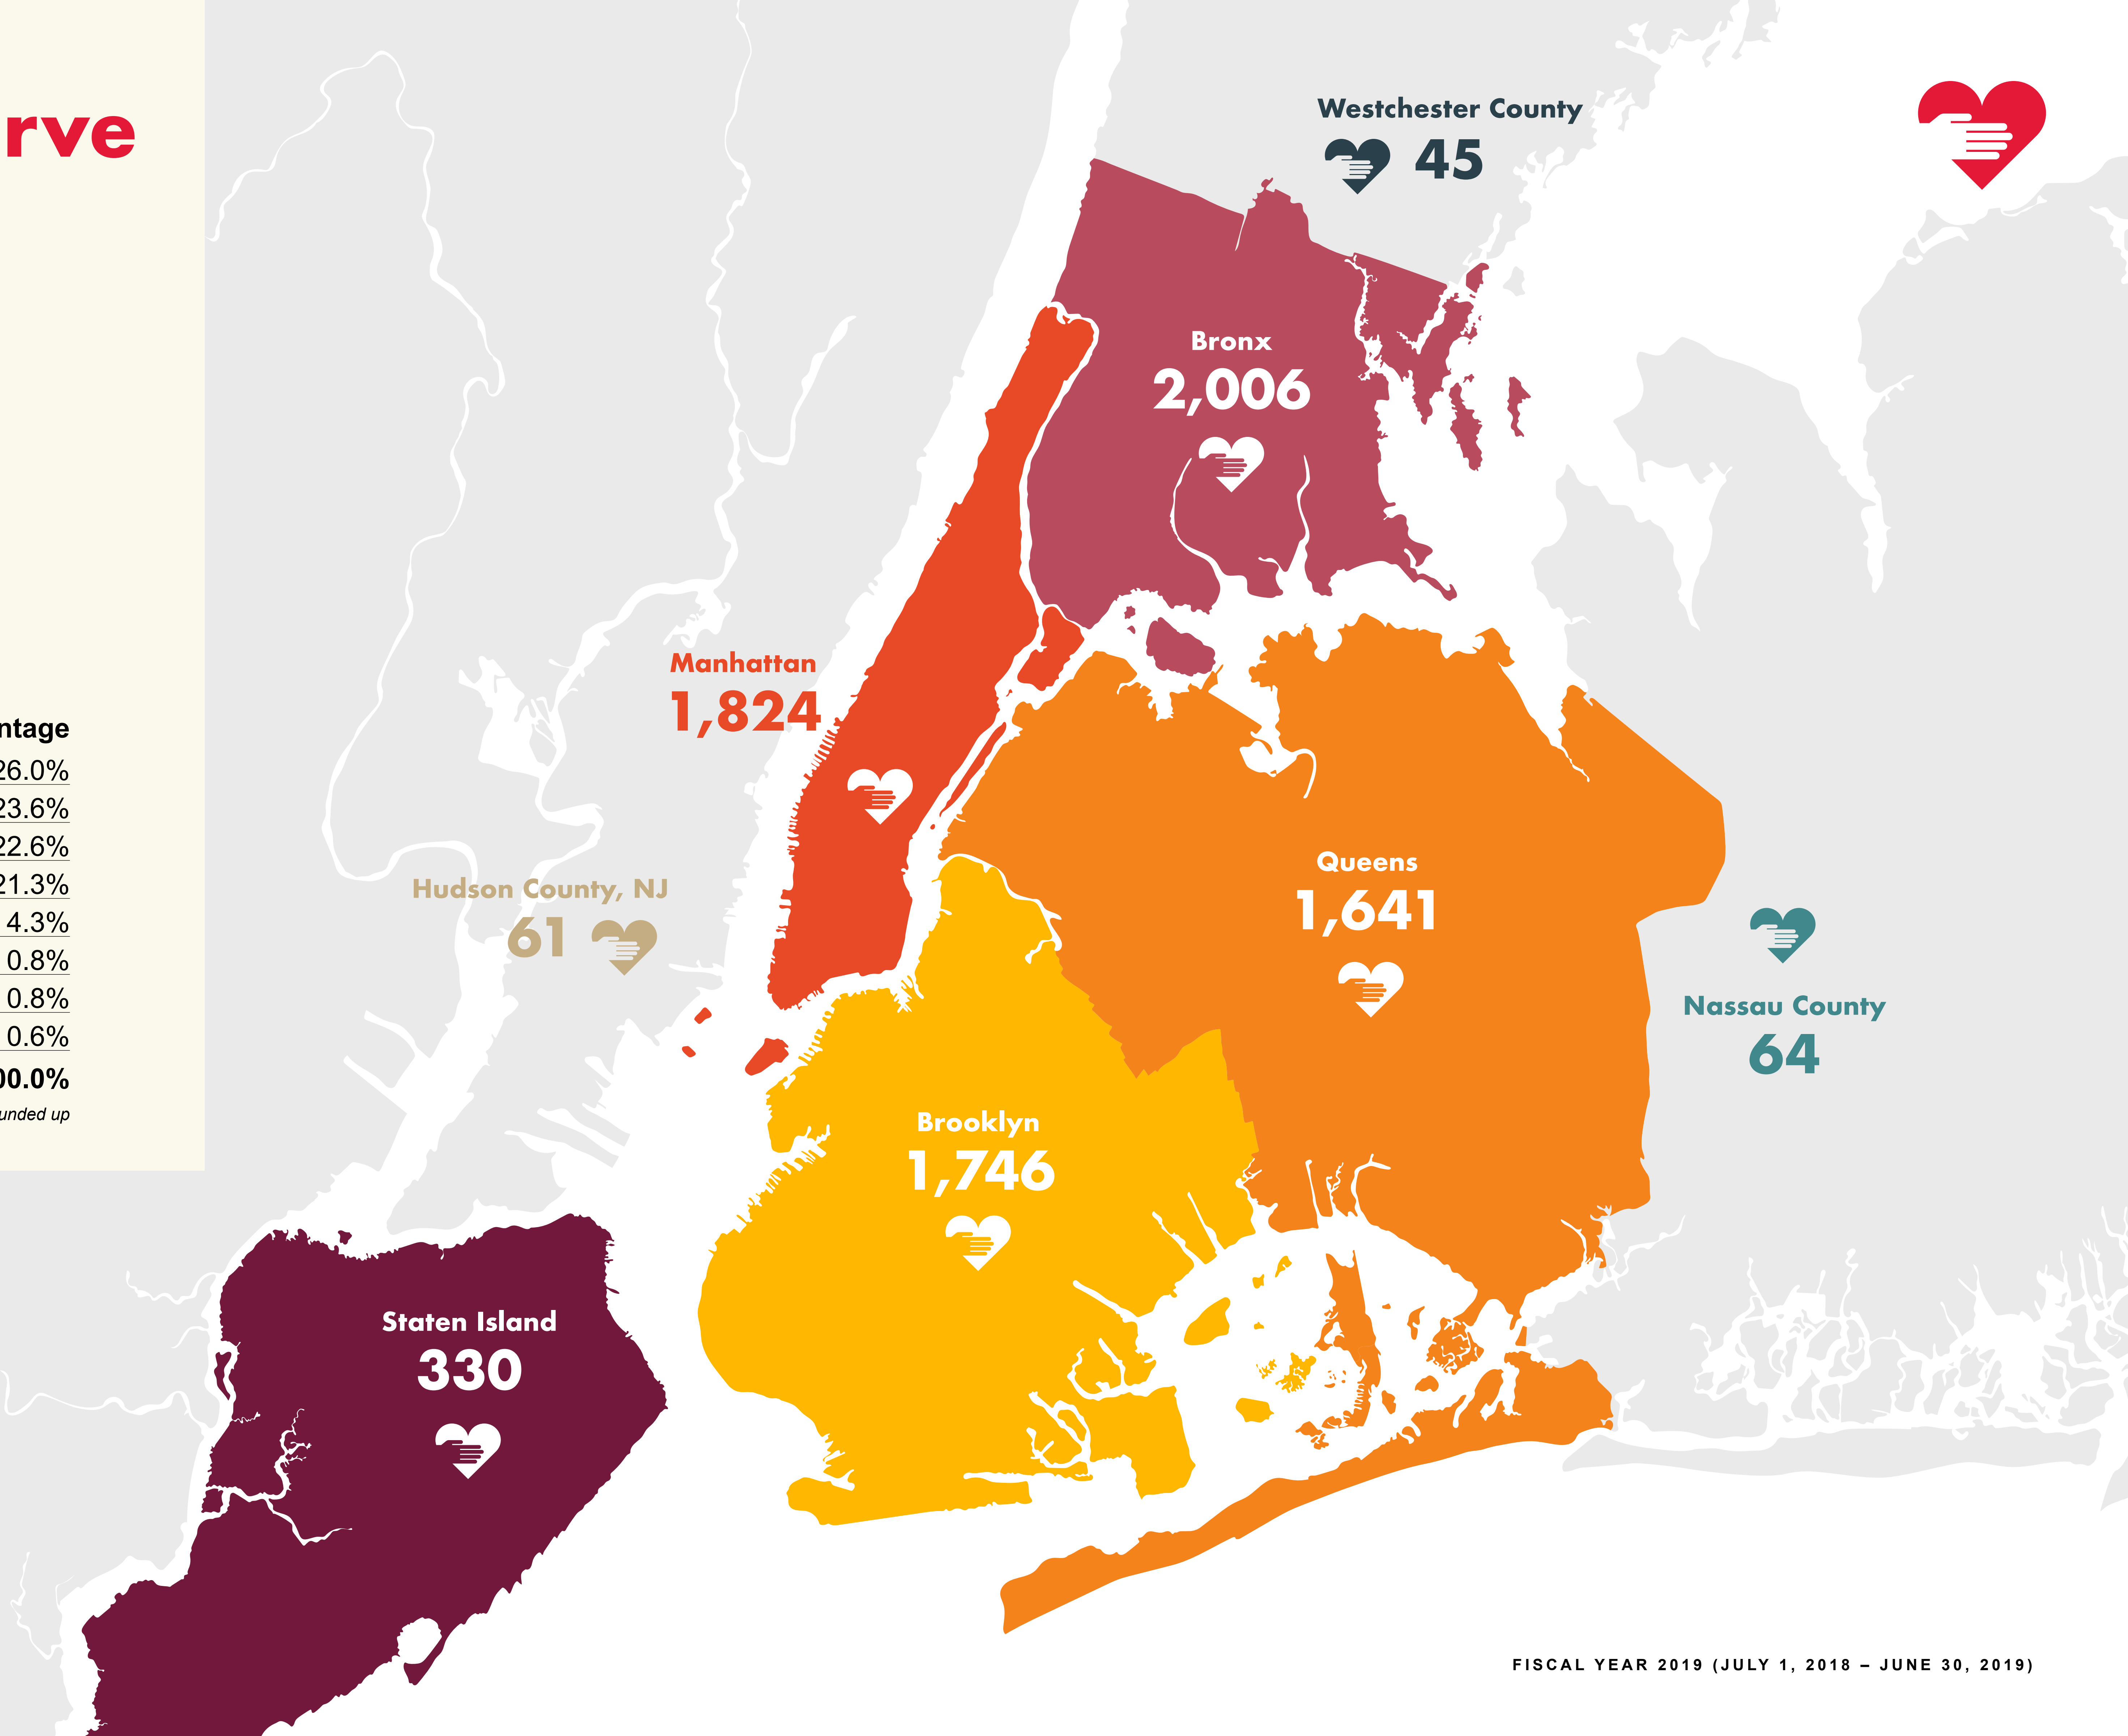 rve
ntage
26.0%
23.6%
22.6%
21.3%
4.3%
0.8%
0.8%
0.6%
00.0%
unded up
Westchester County
45
Bronx
2,006
Manhattan
1,824
Queens
1,641
Hudson County, NJ
61
Nassau County
64
Brooklyn
1,746
Staten Island
330
FISCAL YEAR 2019 (JULY 1, 2018 – JUNE 30, 2019)